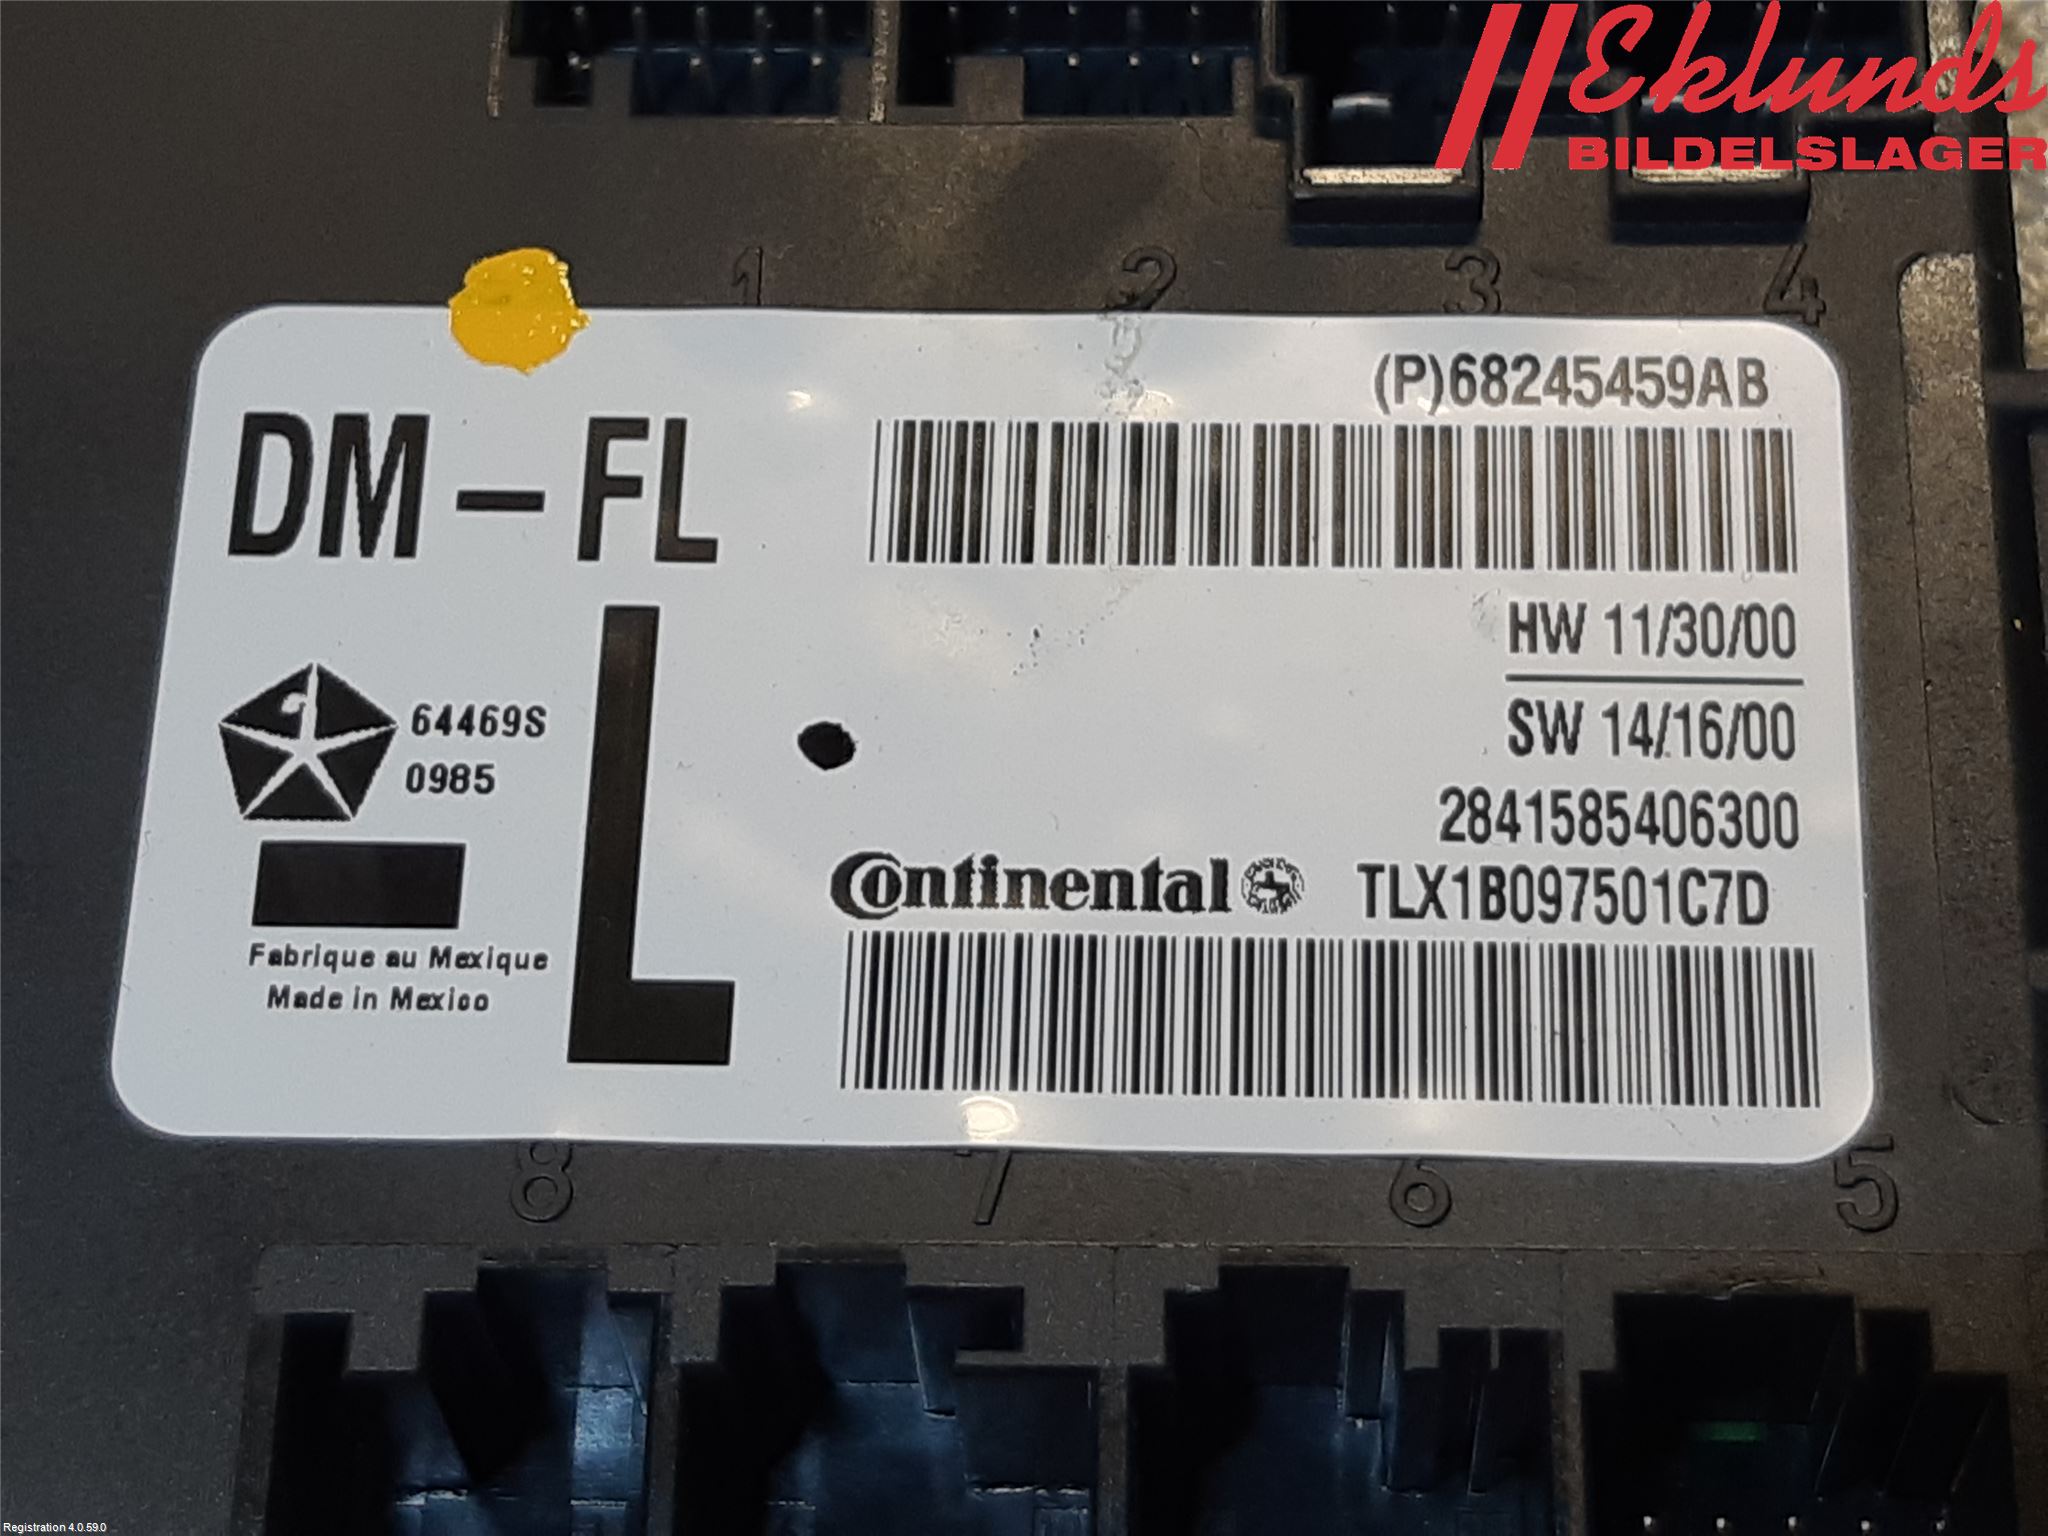 Eklunds
BILDELSLAGER
1 2 3 4
(P)68245459AB
DM-FL
HW 11/30/00
SW 14/16/00
64469S
0985
L
2841585406300
Continental TLX1B097501C7D
Fabrique au Mexique
Made in Mexico
8 7 6 5
Registration 4.0.59.0